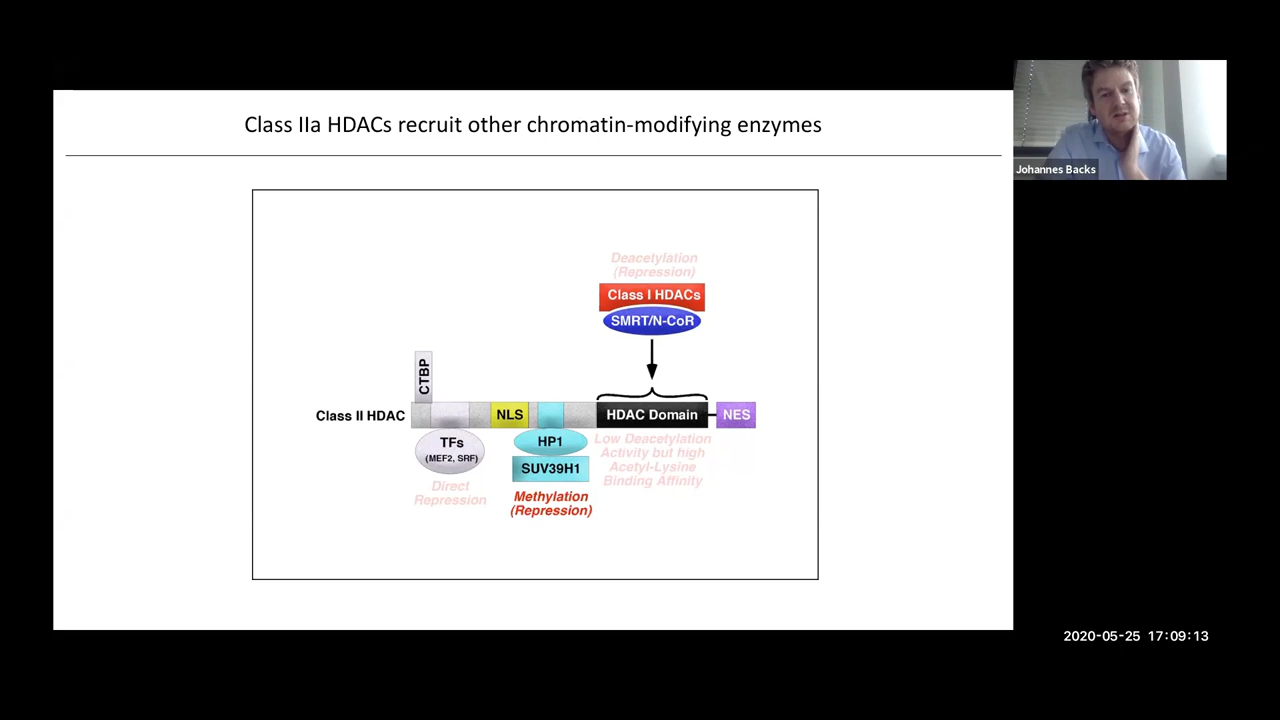 Class IIa HDACs recruit other chromatin-modifying enzymes
Johannes Backs
Deacetylation
(Repression)
Class I HDACs
SMRT/N-CoR
CTBP
Class II HDAC
NLS
HDAC Domain
NES
TFs
(MEF2, SRF)
Direct
Repression
HP1
SUV39H1
Methylation
(Repression)
Low Deacetylation
Activity but high
Acetyl-Lysine
Binding Affinity
2020-05-25 17:09:13